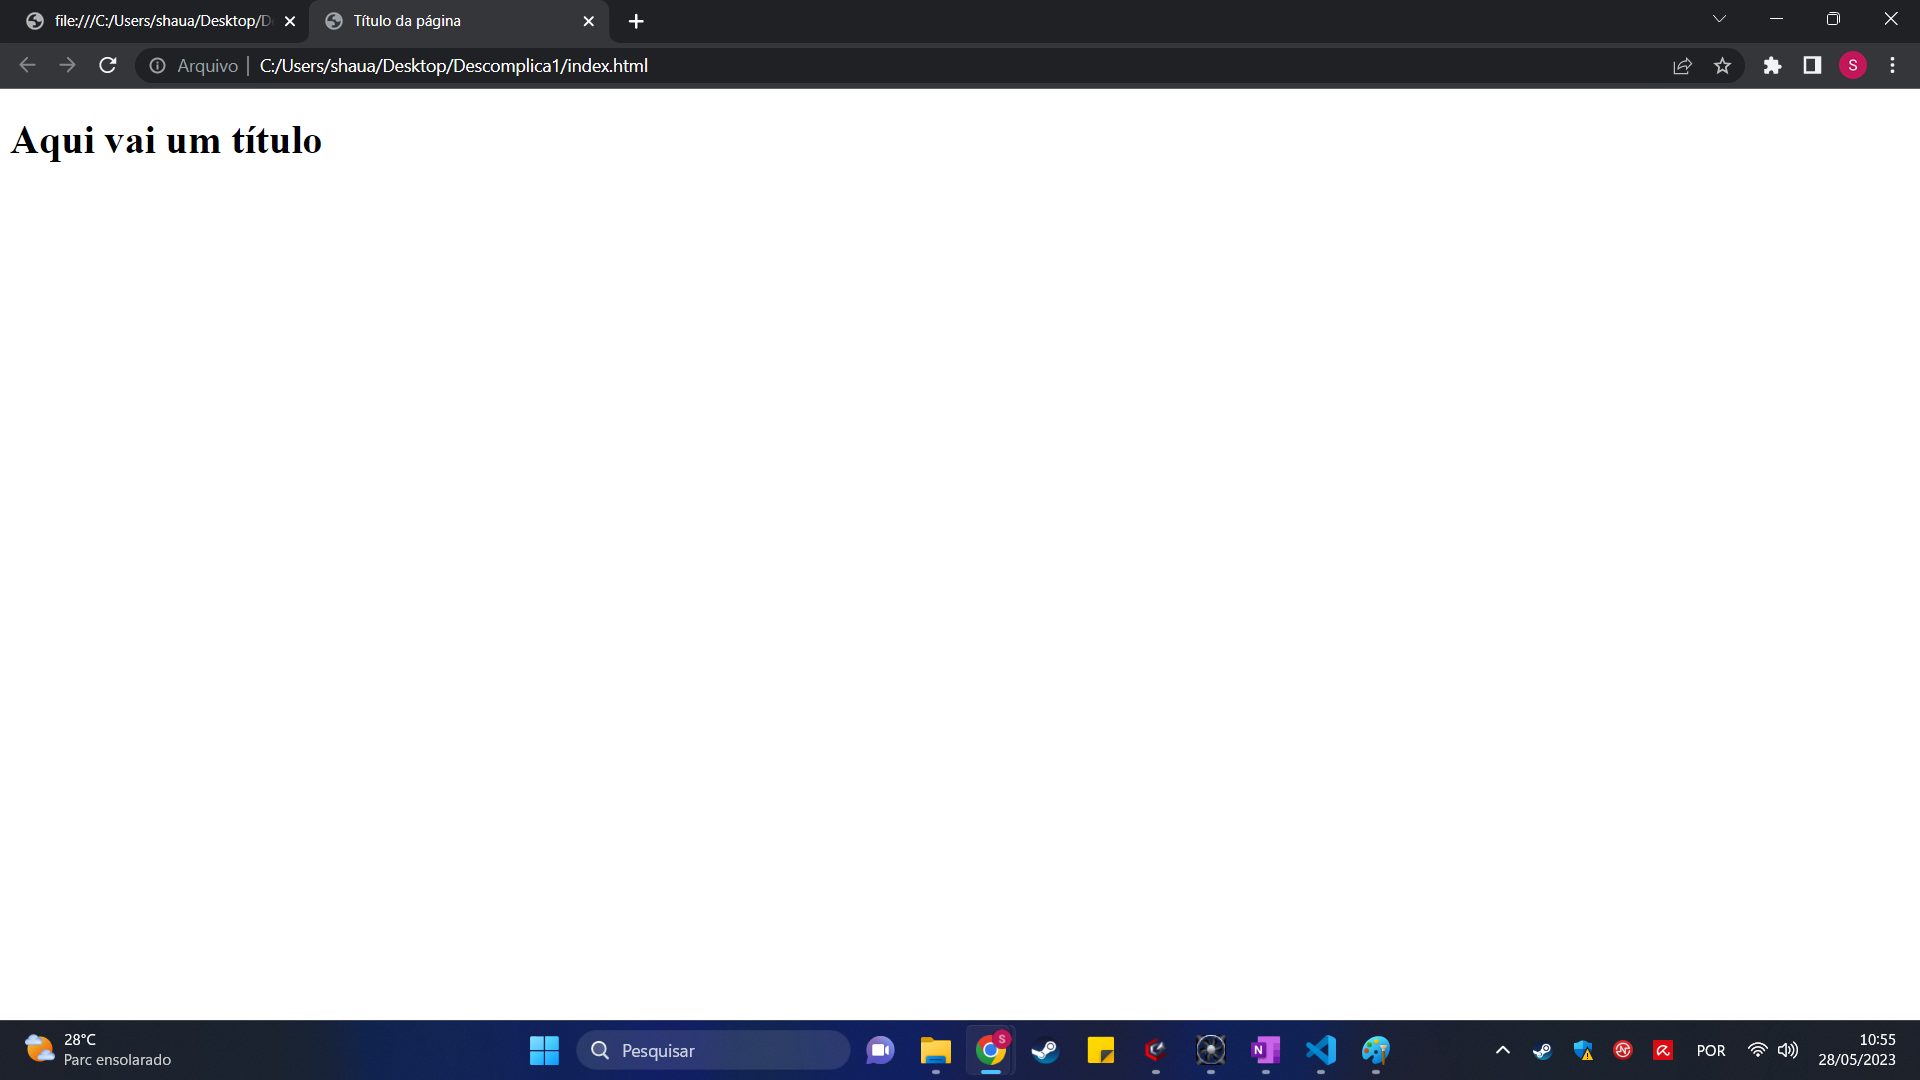 file:///C:/Users/shaua/Desktop/D
Título da página
Arquivo | C:/Users/shaua/Desktop/Descomplica1/index.html
S
Aqui vai um título
28°C
Parc ensolarado
Pesquisar
S
N
POR
10:55
28/05/2023